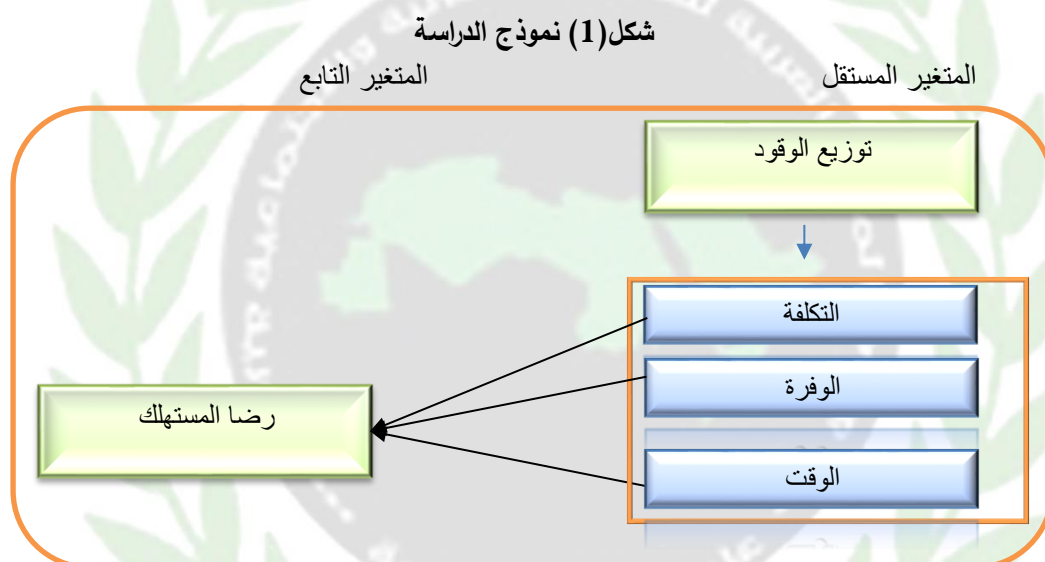 شكل(1) نموذج الدراسة
المتغير المستقل
المتغير التابع
توزيع الوقود
التكلفة
الوفرة
رضا المستهلك
الوقت